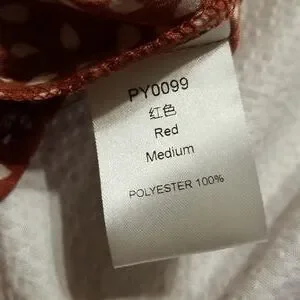 PY0099
红色
Red
Medium
POLYESTER 100%